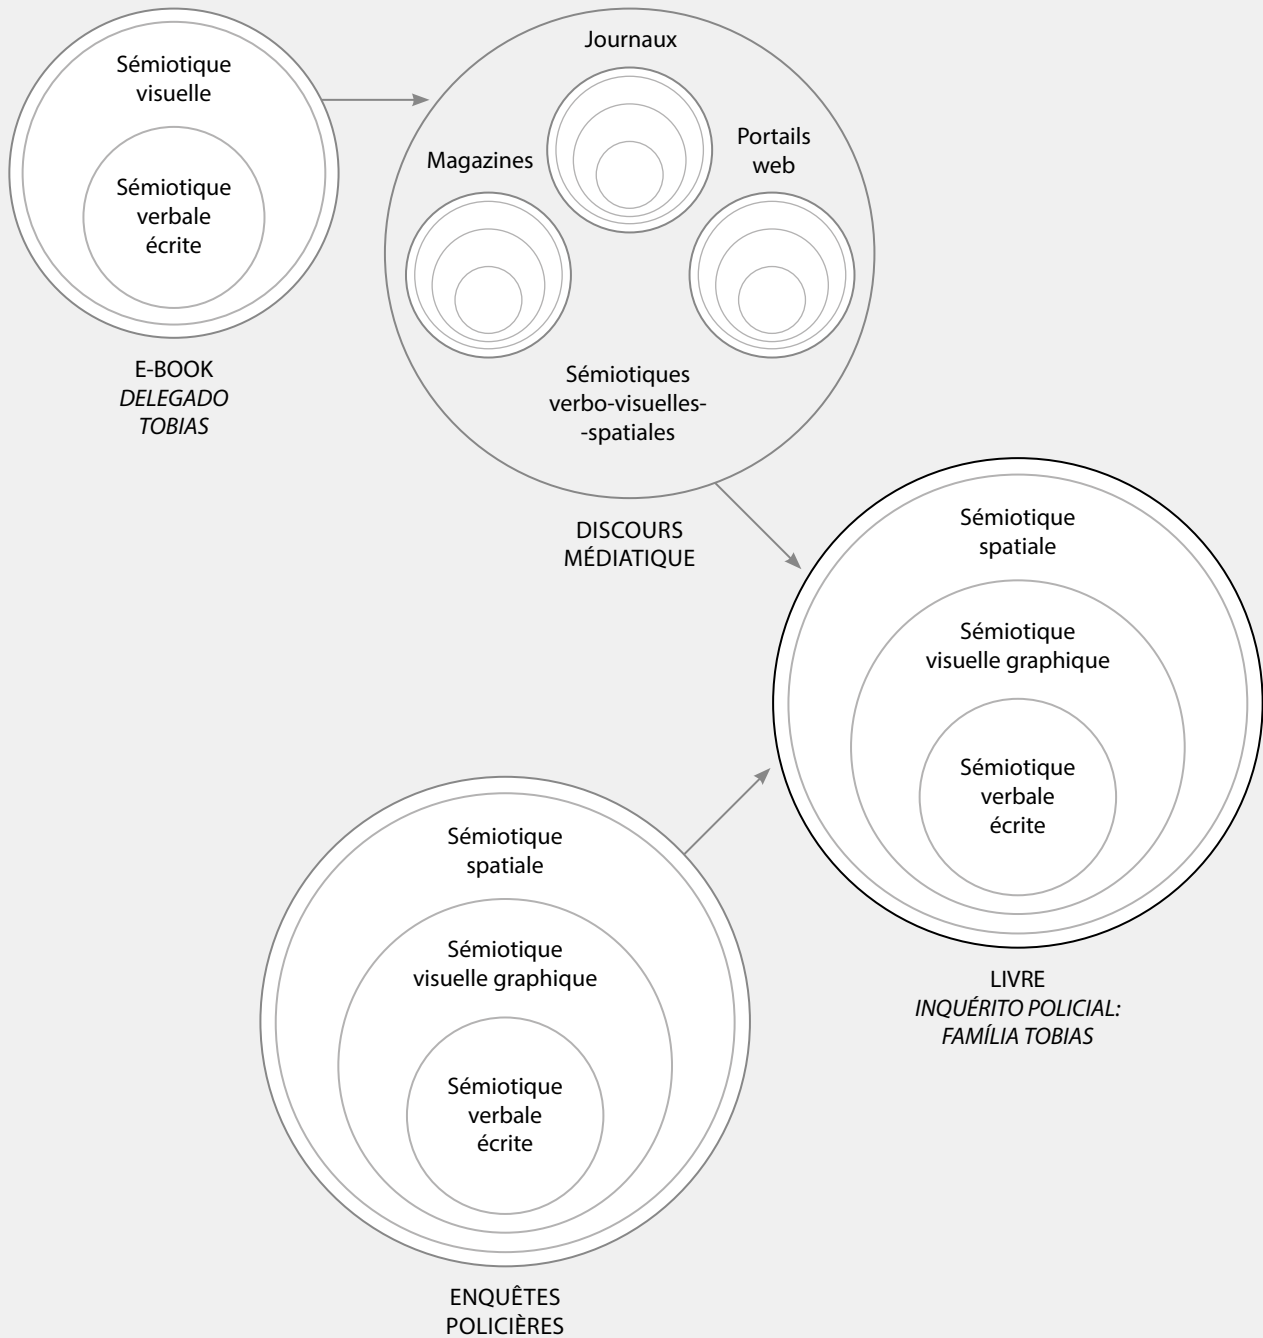 Sémiotique
visuelle
Sémiotique
verbale
écrite
E-BOOK
DELEGADO
TOBIAS
Journaux
Magazines
Portails
web
Sémiotiques
verbo-visuelles-
-spatiales
DISCOURS
MÉDIATIQUE
Sémiotique
spatiale
Sémiotique
visuelle graphique
Sémiotique
verbale
écrite
LIVRE
INQUÉRITO POLICIAL:
FAMÍLIA TOBIAS
Sémiotique
spatiale
Sémiotique
visuelle graphique
Sémiotique
verbale
écrite
ENQUÊTES
POLICIÈRES